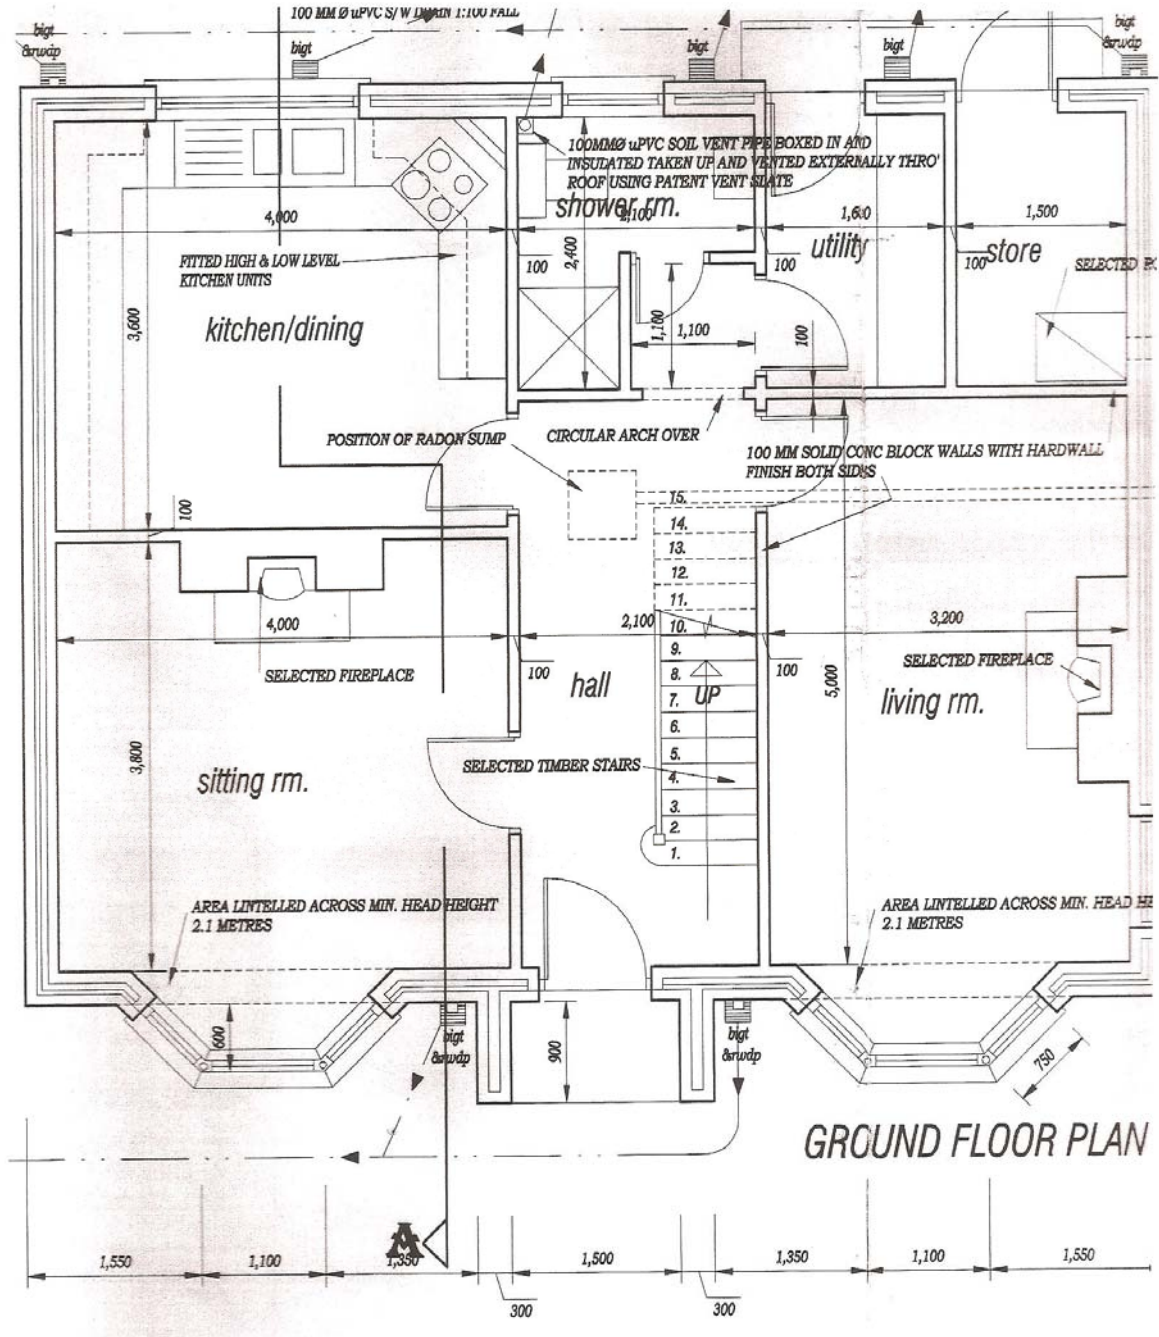 100 MM Ø uPVC S/W DRAIN 1:100 FALL
bigt
&rwdp
bigt
bigt
bigt
bigt
&rwdp
100MMØ uPVC SOIL VENT PIPE BOXED IN AND
INSULATED TAKEN UP AND VENTED EXTERNALLY THRO'
ROOF USING PATENT VENT SLATE
4,000
shower rm.
2,100
1,600
1,500
utility
store
FITTED HIGH & LOW LEVEL
KITCHEN UNITS
100
2,400
100
100
SELECTED
kitchen/dining
3,600
1,100
1,100
100
POSITION OF RADON SUMP
CIRCULAR ARCH OVER
100 MM SOLID CONC BLOCK WALLS WITH HARDWALL
FINISH BOTH SIDES
100
15.
14.
13.
12.
11.
10.
9.
8.
7.
6.
5.
4.
3.
2.
1.
4,000
2,100
3,200
SELECTED FIREPLACE
100
hall
UP
100
5,000
SELECTED FIREPLACE
living rm.
3,800
sitting rm.
SELECTED TIMBER STAIRS
AREA LINTELLED ACROSS MIN. HEAD HEIGHT
2.1 METRES
AREA LINTELLED ACROSS MIN. HEAD
2.1 METRES
600
bigt
&rwdp
900
bigt
&rwdp
750
GROUND FLOOR PLAN
A
1,550
1,100
1,350
1,500
1,350
1,100
1,550
300
300